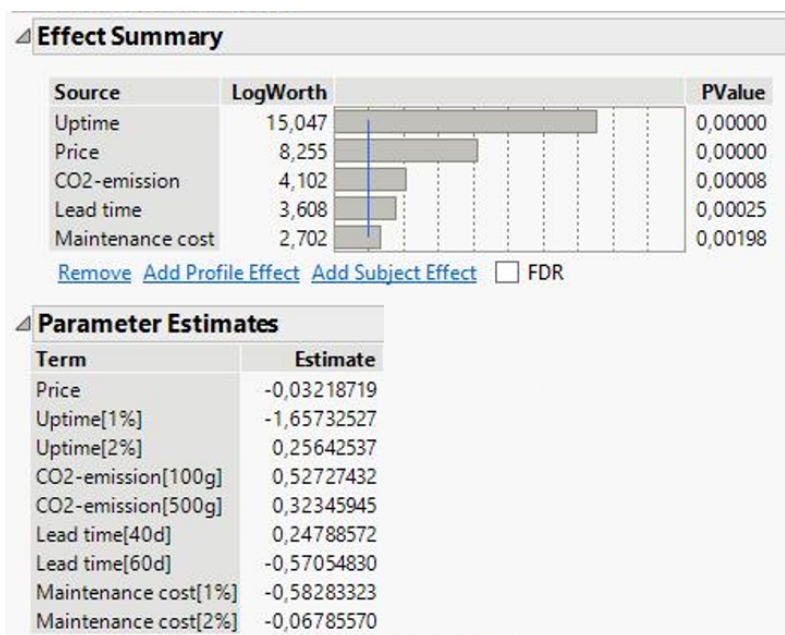 Effect Summary
Source LogWorth PValue
Uptime 15,047 0,00000
Price 8,255 0,00000
CO2-emission 4,102 0,00008
Lead time 3,608 0,00025
Maintenance cost 2,702 0,00198
Remove Add Profile Effect Add Subject Effect FDR
Parameter Estimates
Term Estimate
Price -0,03218719
Uptime[1%] -1,65732527
Uptime[2%] 0,25642537
CO2-emission[100g] 0,52727432
CO2-emission[500g] 0,32345945
Lead time[40d] 0,24788572
Lead time[60d] -0,57054830
Maintenance cost[1%] -0,58283323
Maintenance cost[2%] -0,06785570